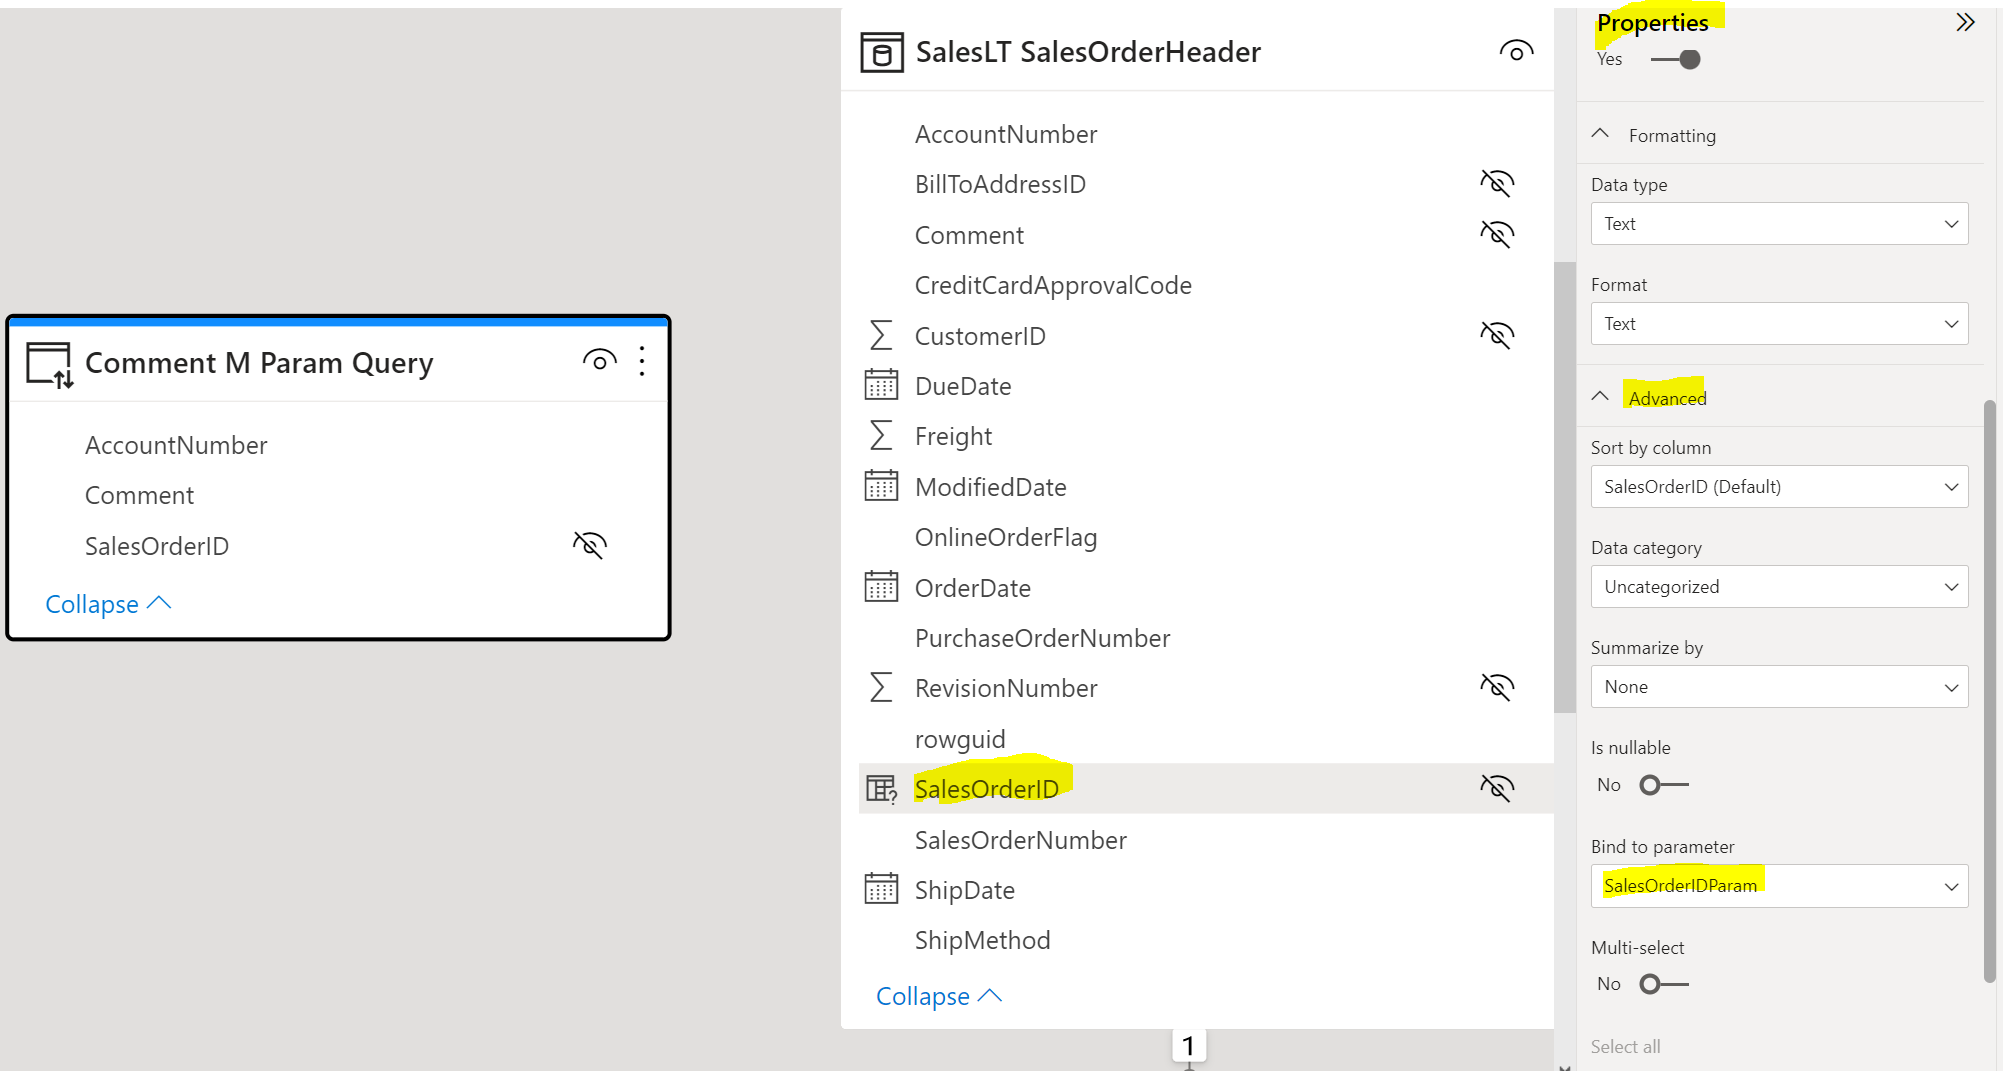 Comment M Param Query
AccountNumber
Comment
SalesOrderID
Collapse
SalesLT SalesOrderHeader
AccountNumber
BillToAddressID
Comment
CreditCardApprovalCode
CustomerID
DueDate
Freight
ModifiedDate
OnlineOrderFlag
OrderDate
PurchaseOrderNumber
RevisionNumber
rowguid
SalesOrderID
SalesOrderNumber
ShipDate
ShipMethod
Collapse
1
Properties
Yes
Formatting
Data type
Text
Format
Text
Advanced
Sort by column
SalesOrderID (Default)
Data category
Uncategorized
Summarize by
None
Is nullable
No
Bind to parameter
SalesOrderIDParam
Multi-select
No
Select all